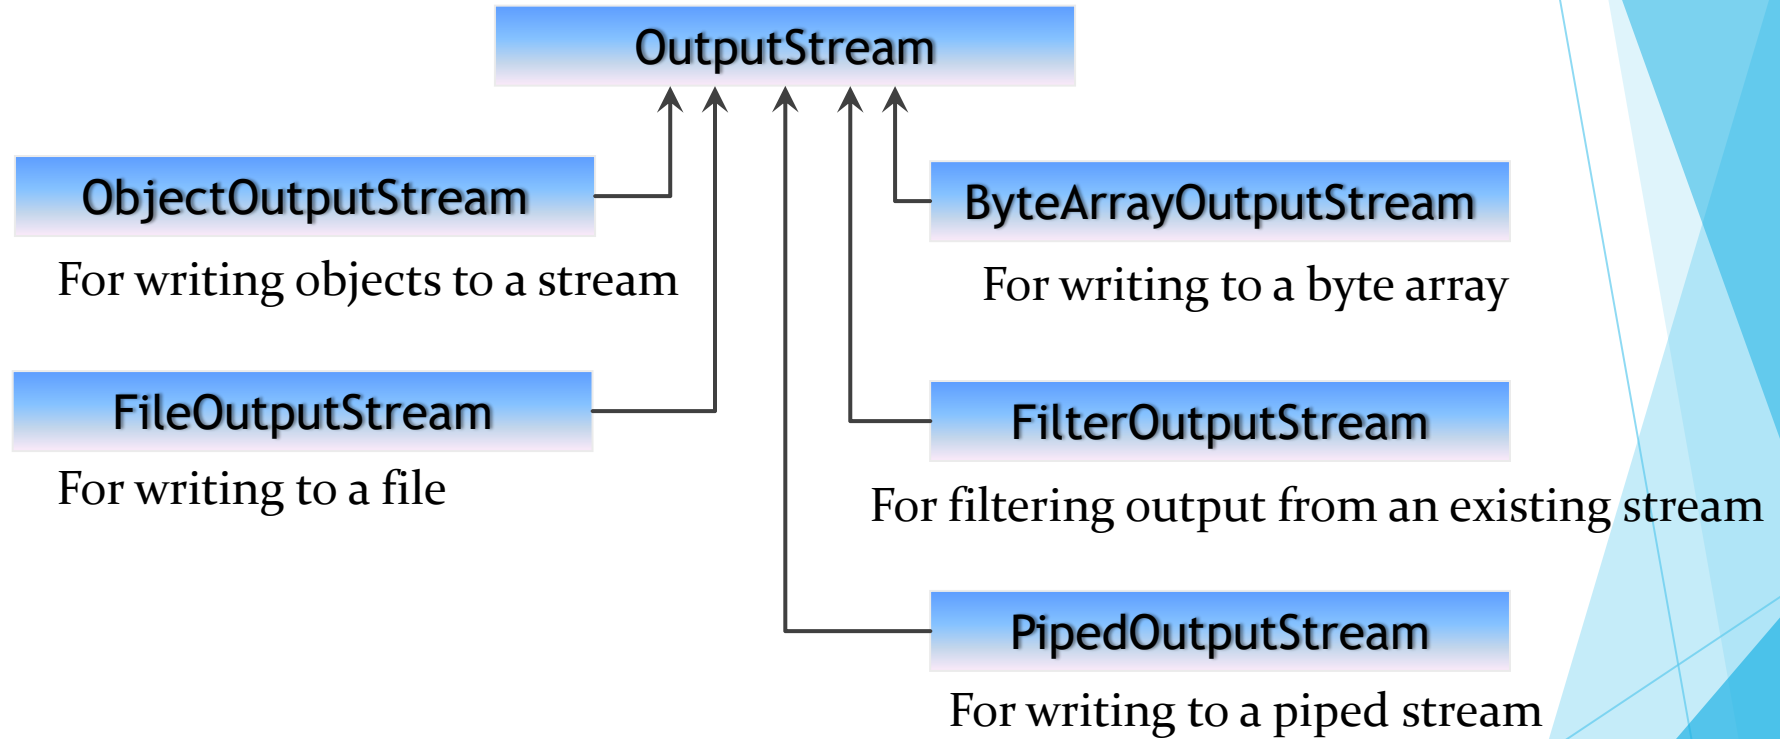 OutputStream
ObjectOutputStream
For writing objects to a stream
FileOutputStream
For writing to a file
ByteArrayOutputStream
For writing to a byte array
FilterOutputStream
For filtering output from an existing stream
PipedOutputStream
For writing to a piped stream